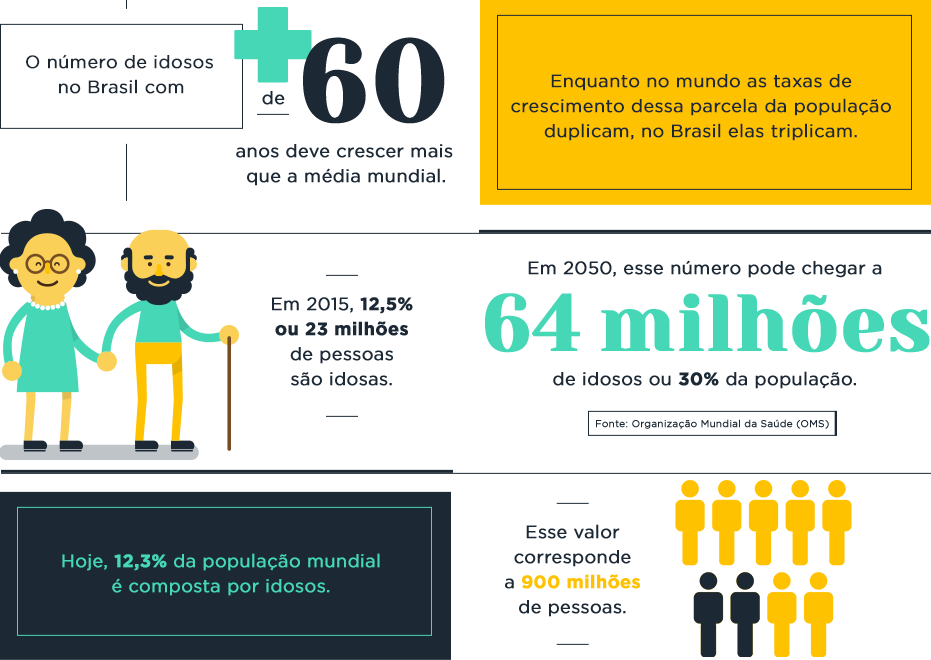 O número de idosos
no Brasil com
de
60
anos deve crescer mais
que a média mundial.
Enquanto no mundo as taxas de
crescimento dessa parcela da população
duplicam, no Brasil elas triplicam.
Em 2015, 12,5%
ou 23 milhões
de pessoas
são idosas.
Em 2050, esse número pode chegar a
64 milhões
de idosos ou 30% da população.
Fonte: Organização Mundial da Saúde (OMS)
Hoje, 12,3% da população mundial
é composta por idosos.
Esse valor
corresponde
a 900 milhões
de pessoas.